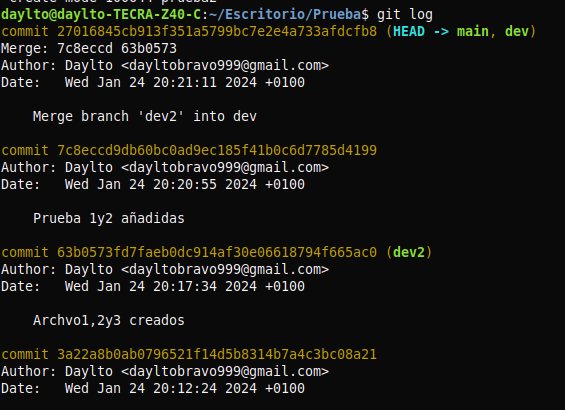 daylto@daylto-TECRA-Z40-C:~/Escritorio/Prueba$ git log
commit 27016845cb913f351a5799bc7e2e4a733afdcfb8 (HEAD -> main, dev)
Merge: 7c8eccd 63b0573
Author: Daylto <dayltobravo999@gmail.com>
Date:   Wed Jan 24 20:21:11 2024 +0100
    Merge branch 'dev2' into dev
commit 7c8eccd9db60bc0ad9ec185f41b0c6d7785d4199
Author: Daylto <dayltobravo999@gmail.com>
Date:   Wed Jan 24 20:20:55 2024 +0100
    Prueba 1y2 añadidas
commit 63b0573fd7faeb0dc914af30e06618794f665ac0 (dev2)
Author: Daylto <dayltobravo999@gmail.com>
Date:   Wed Jan 24 20:17:34 2024 +0100
    Archvo1,2y3 creados
commit 3a22a8b0ab0796521f14d5b8314b7a4c3bc08a21
Author: Daylto <dayltobravo999@gmail.com>
Date:   Wed Jan 24 20:12:24 2024 +0100